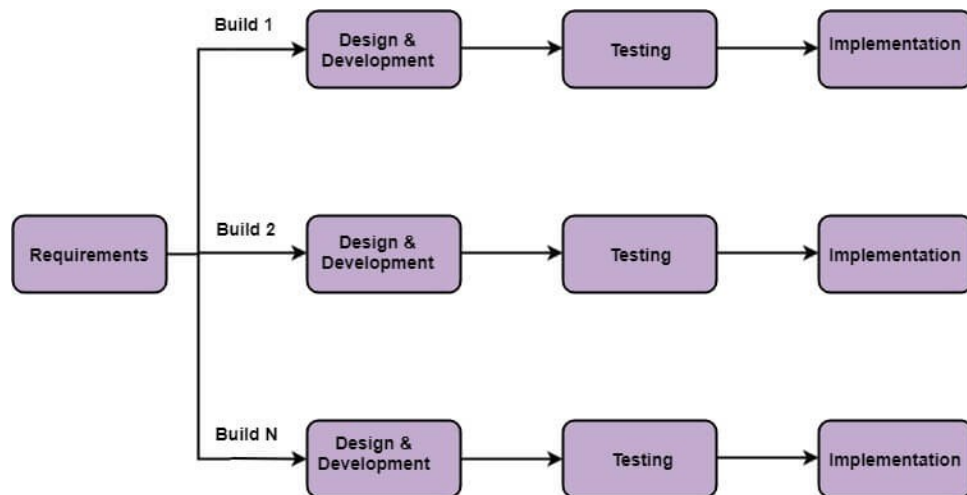 Build 1
Design &
Development
Testing
Implementation
Requirements
Build 2
Design &
Development
Testing
Implementation
Build N
Design &
Development
Testing
Implementation